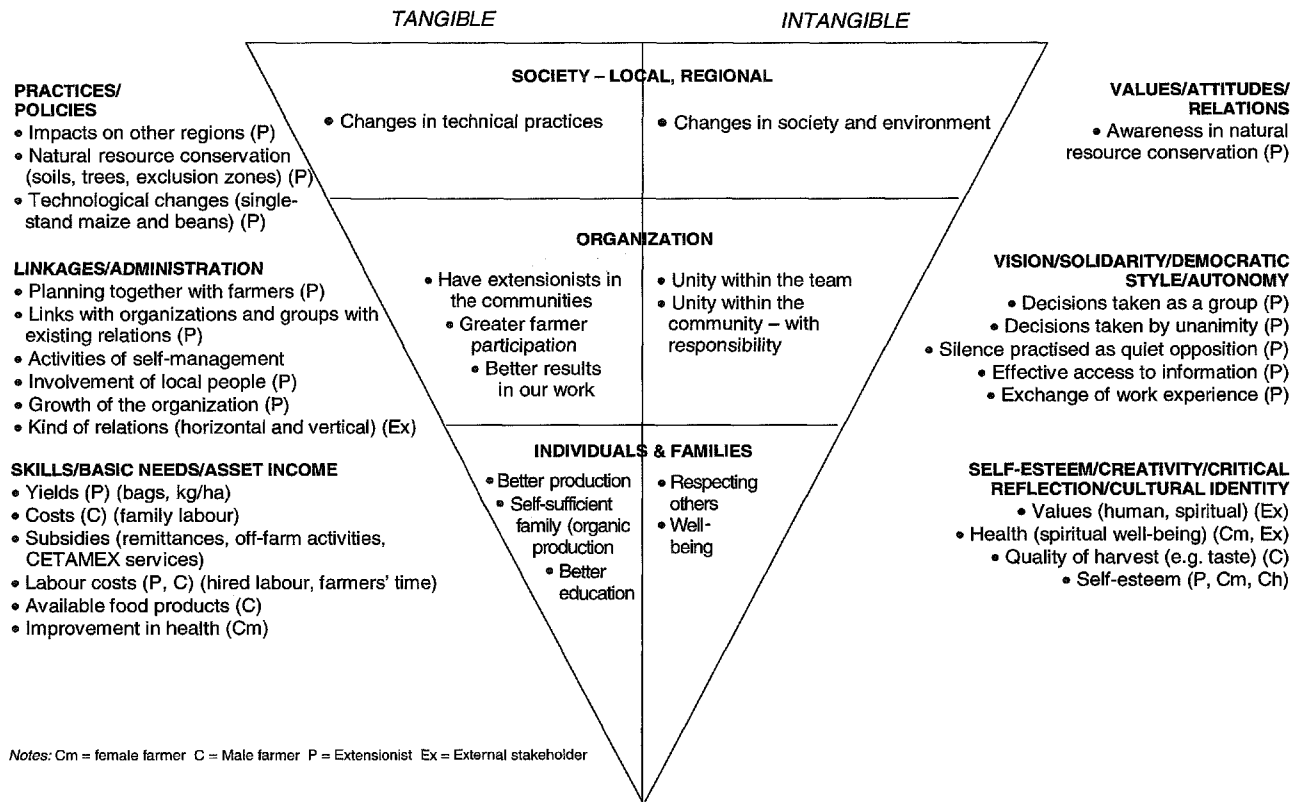 TANGIBLE
INTANGIBLE
SOCIETY – LOCAL, REGIONAL
• Changes in technical practices
• Changes in society and environment
PRACTICES/
POLICIES
• Impacts on other regions (P)
• Natural resource conservation
(soils, trees, exclusion zones) (P)
• Technological changes (single-
stand maize and beans) (P)
VALUES/ATTITUDES/
RELATIONS
• Awareness in natural
resource conservation (P)
ORGANIZATION
• Have extensionists in
the communities
• Greater farmer
participation
• Better results
in our work
• Unity within the team
• Unity within the
community – with
responsibility
LINKAGES/ADMINISTRATION
• Planning together with farmers (P)
• Links with organizations and groups with
existing relations (P)
• Activities of self-management
• Involvement of local people (P)
• Growth of the organization (P)
• Kind of relations (horizontal and vertical) (Ex)
VISION/SOLIDARITY/DEMOCRATIC
STYLE/AUTONOMY
• Decisions taken as a group (P)
• Decisions taken by unanimity (P)
• Silence practised as quiet opposition (P)
• Effective access to information (P)
• Exchange of work experience (P)
INDIVIDUALS & FAMILIES
• Better production
• Self-sufficient
family (organic
production
• Better
education
• Respecting
others
• Well-
being
SKILLS/BASIC NEEDS/ASSET INCOME
• Yields (P) (bags, kg/ha)
• Costs (C) (family labour)
• Subsidies (remittances, off-farm activities,
CETAMEX services)
• Labour costs (P, C) (hired labour, farmers' time)
• Available food products (C)
• Improvement in health (Cm)
SELF-ESTEEM/CREATIVITY/CRITICAL
REFLECTION/CULTURAL IDENTITY
• Values (human, spiritual) (Ex)
• Health (spiritual well-being) (Cm, Ex)
• Quality of harvest (e.g. taste) (C)
• Self-esteem (P, Cm, Ch)
Notes: Cm = female farmer C = Male farmer P = Extensionist Ex = External stakeholder